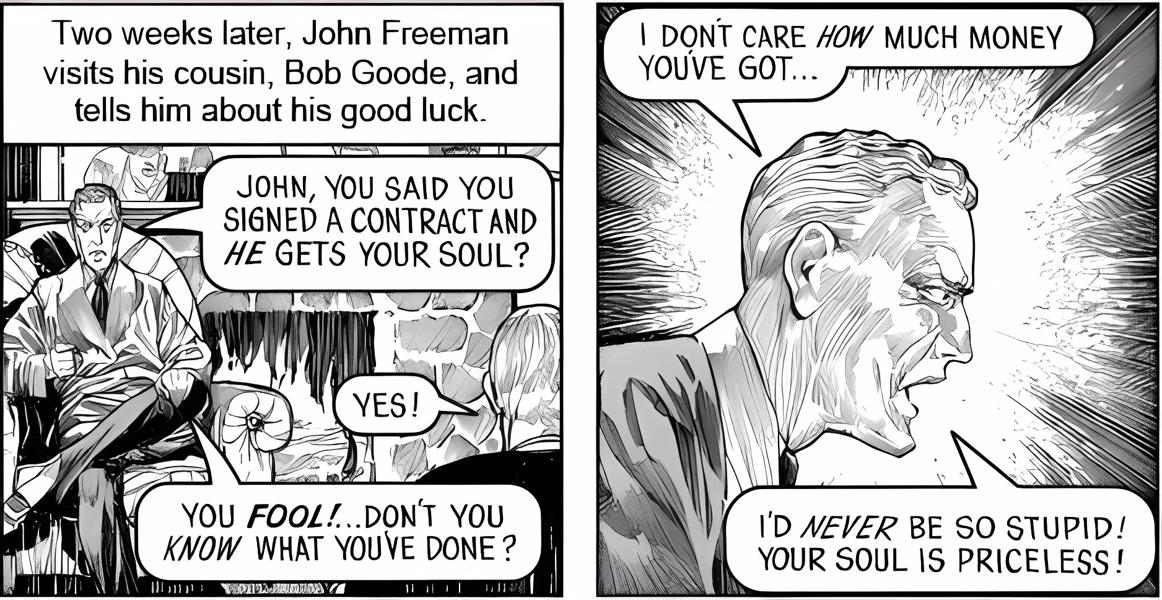 Two weeks later, John Freeman
visits his cousin, Bob Goode, and
tells him about his good luck.
JOHN, YOU SAID YOU
SIGNED A CONTRACT AND
HE GETS YOUR SOUL?
YES!
YOU FOOL!...DON'T YOU
KNOW WHAT YOU'VE DONE?
I DON'T CARE HOW MUCH MONEY
YOU'VE GOT...
I'D NEVER BE SO STUPID!
YOUR SOUL IS PRICELESS!